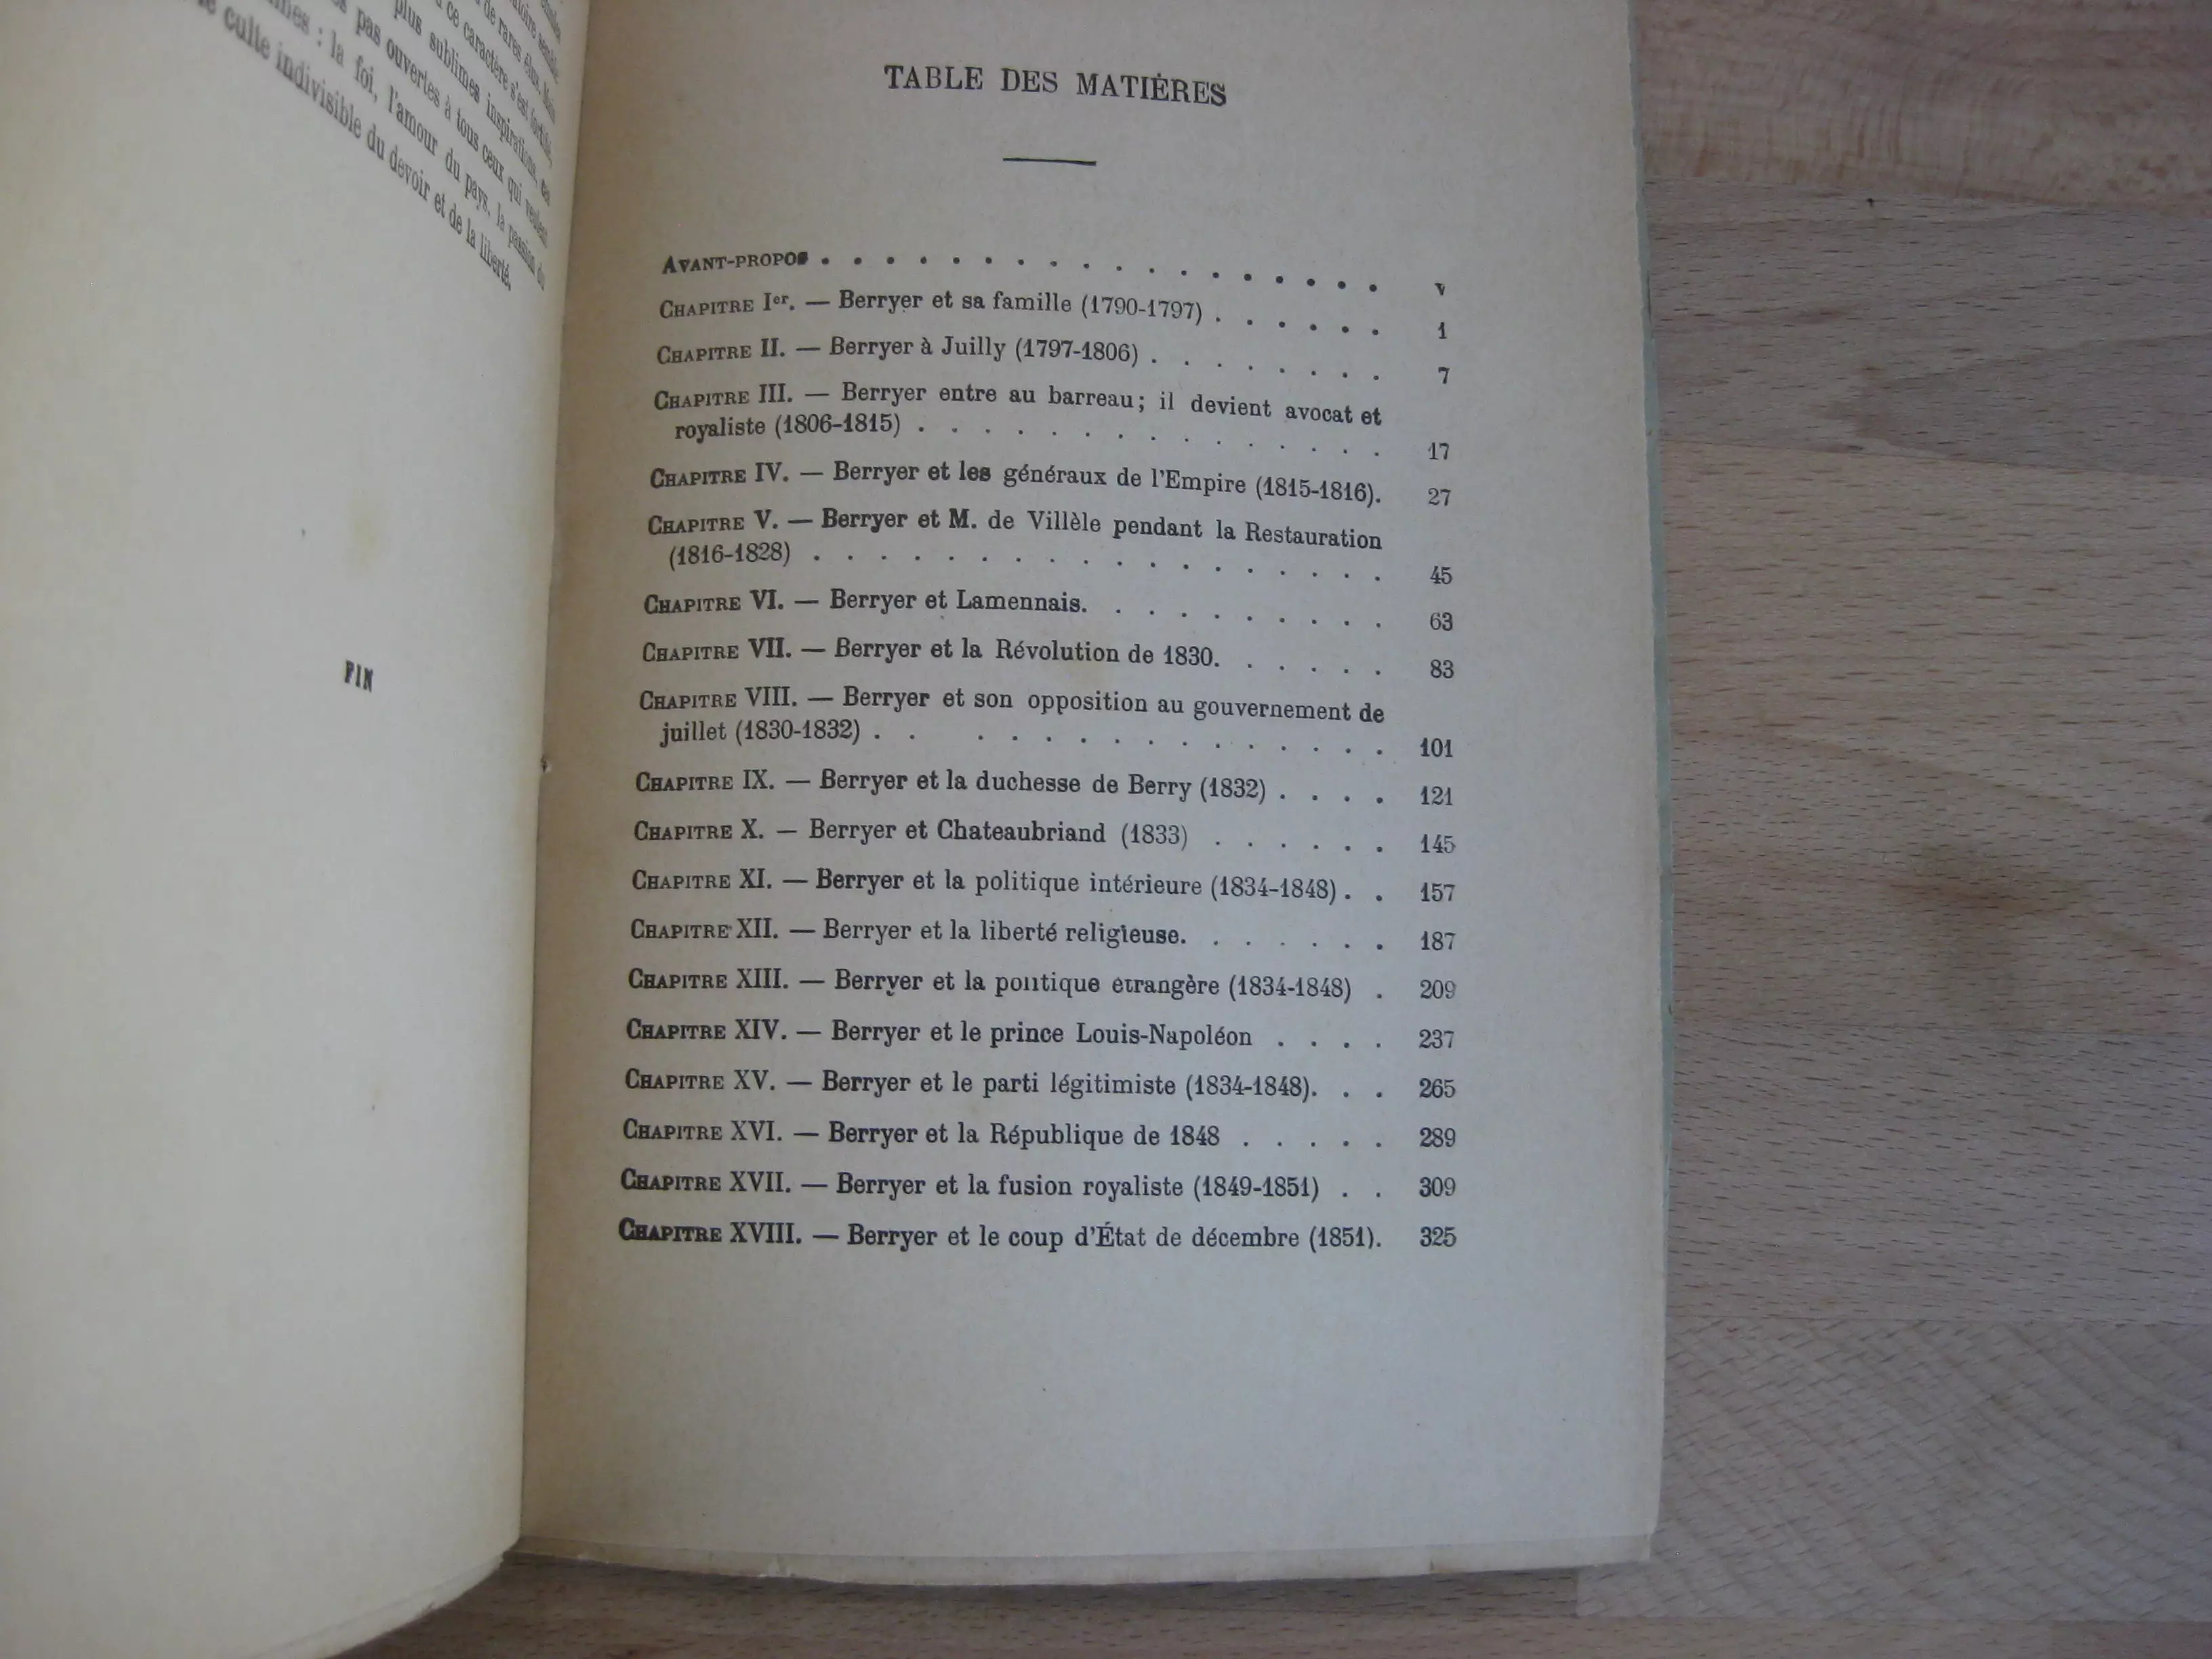 plus sublimes inspirations, en
pas ouvertes à tous ceux qui veulent
: la foi, l'amour du pays, la passion du
culte indivisible du devoir et de la liberté.
FIN
TABLE DES MATIÈRES
AVANT-PROPOS . . . . . . . . . . . . . . . . . . V
CHAPITRE Ier. — Berryer et sa famille (1790-1797) . . . . . . 1
CHAPITRE II. — Berryer à Juilly (1797-1806) . . . . . . . . 7
CHAPITRE III. — Berryer entre au barreau; il devient avocat et
royaliste (1806-1815) . . . . . . . . . . . . . . . 17
CHAPITRE IV. — Berryer et les généraux de l'Empire (1815-1816). 27
CHAPITRE V. — Berryer et M. de Villèle pendant la Restauration
(1816-1828) . . . . . . . . . . . . . . . . . . 45
CHAPITRE VI. — Berryer et Lamennais. . . . . . . . . . 63
CHAPITRE VII. — Berryer et la Révolution de 1830. . . . . . 83
CHAPITRE VIII. — Berryer et son opposition au gouvernement de
juillet (1830-1832) . . . . . . . . . . . . . . . 101
CHAPITRE IX. — Berryer et la duchesse de Berry (1832) . . . . 121
CHAPITRE X. — Berryer et Chateaubriand (1833) . . . . . . 145
CHAPITRE XI. — Berryer et la politique intérieure (1834-1848) . . 157
CHAPITRE XII. — Berryer et la liberté religieuse. . . . . . . 187
CHAPITRE XIII. — Berryer et la politique étrangère (1834-1848) . 209
CHAPITRE XIV. — Berryer et le prince Louis-Napoléon . . . . 237
CHAPITRE XV. — Berryer et le parti légitimiste (1834-1848). . . 265
CHAPITRE XVI. — Berryer et la République de 1848 . . . . . 289
CHAPITRE XVII. — Berryer et la fusion royaliste (1849-1851) . . 309
CHAPITRE XVIII. — Berryer et le coup d'État de décembre (1851). 325